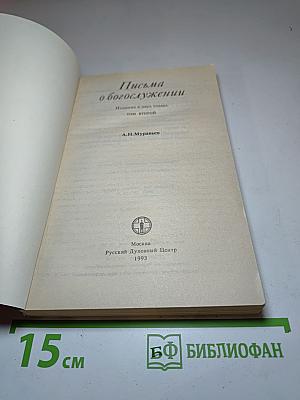 Письма
о богослужении
Издание в двух томах
ТОМ ВТОРОЙ
А.Н.Муравьев
Москва
Русский Духовный Центр
1993
15 см
БФ БИБЛИОФАН